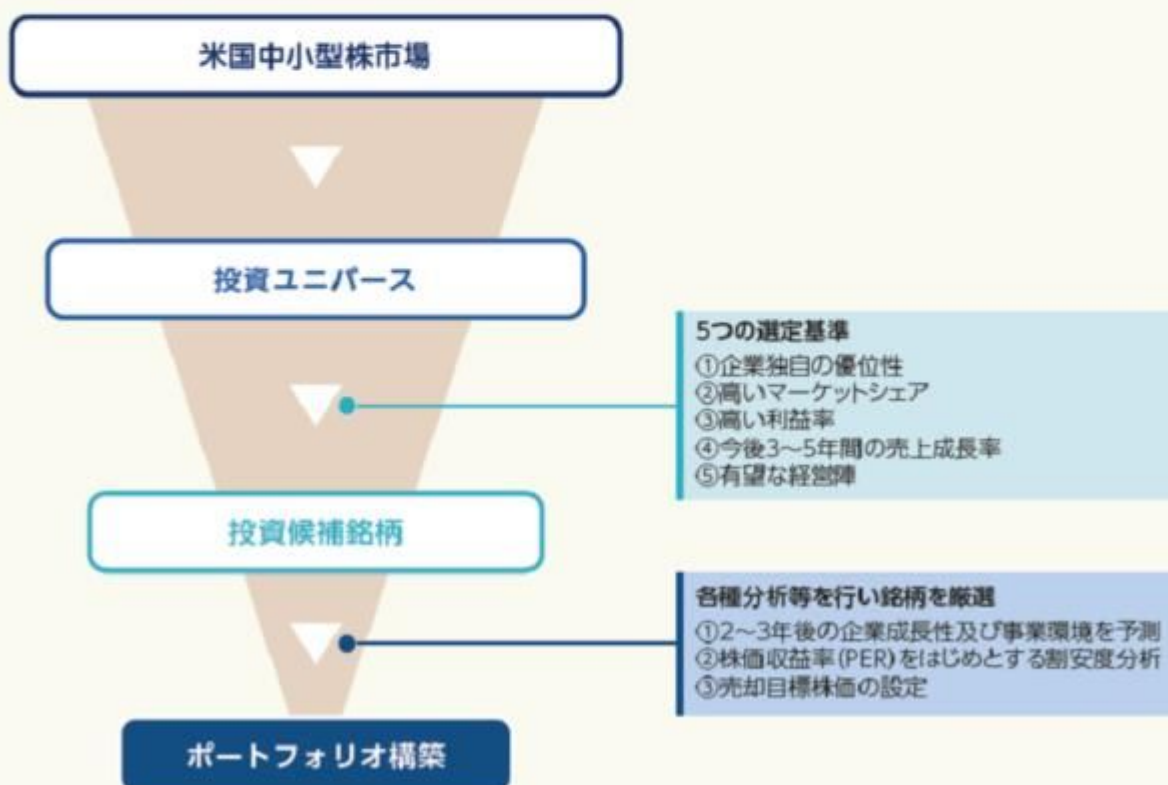 米国中小型株市場
投資ユニバース
5つの選定基準
①企業独自の優位性
②高いマーケットシェア
③高い利益率
④今後3～5年間の売上成長率
⑤有望な経営陣
投資候補銘柄
各種分析等を行い銘柄を厳選
①2～3年後の企業成長性及び事業環境を予測
②株価収益率(PER)をはじめとする割安度分析
③売却目標株価の設定
ポートフォリオ構築